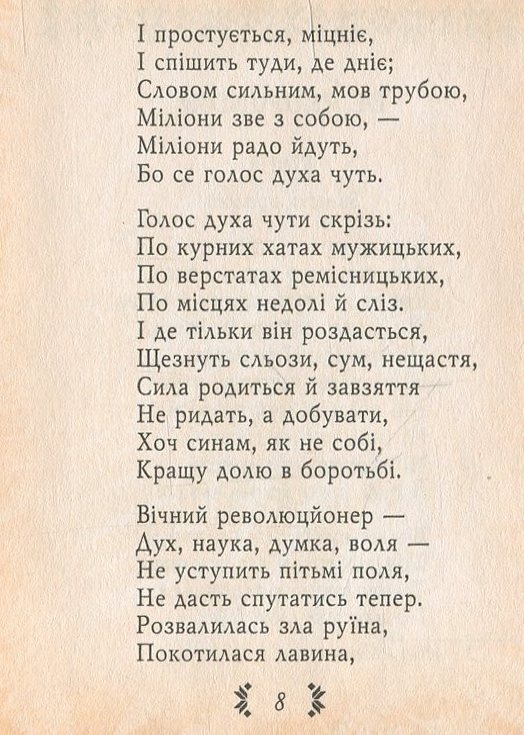 І простується, міцніє,
І спішить туди, де дніє;
Словом сильним, мов трубою,
Міліони зве з собою, —
Міліони радо йдуть,
Бо се голос духа чуть.
Голос духа чути скрізь:
По курних хатах мужицьких,
По верстатах ремісницьких,
По місцях недолі й сліз.
І де тільки він роздасться,
Щезнуть сльози, сум, нещастя,
Сила родиться й завзяття
Не ридать, а добувати,
Хоч синам, як не собі,
Кращу долю в боротьбі.
Вічний революцйонер —
Дух, наука, думка, воля —
Не уступить пітьмі поля,
Не дасть спутатись тепер.
Розвалилась зла руїна,
Покотилася лавина,
8